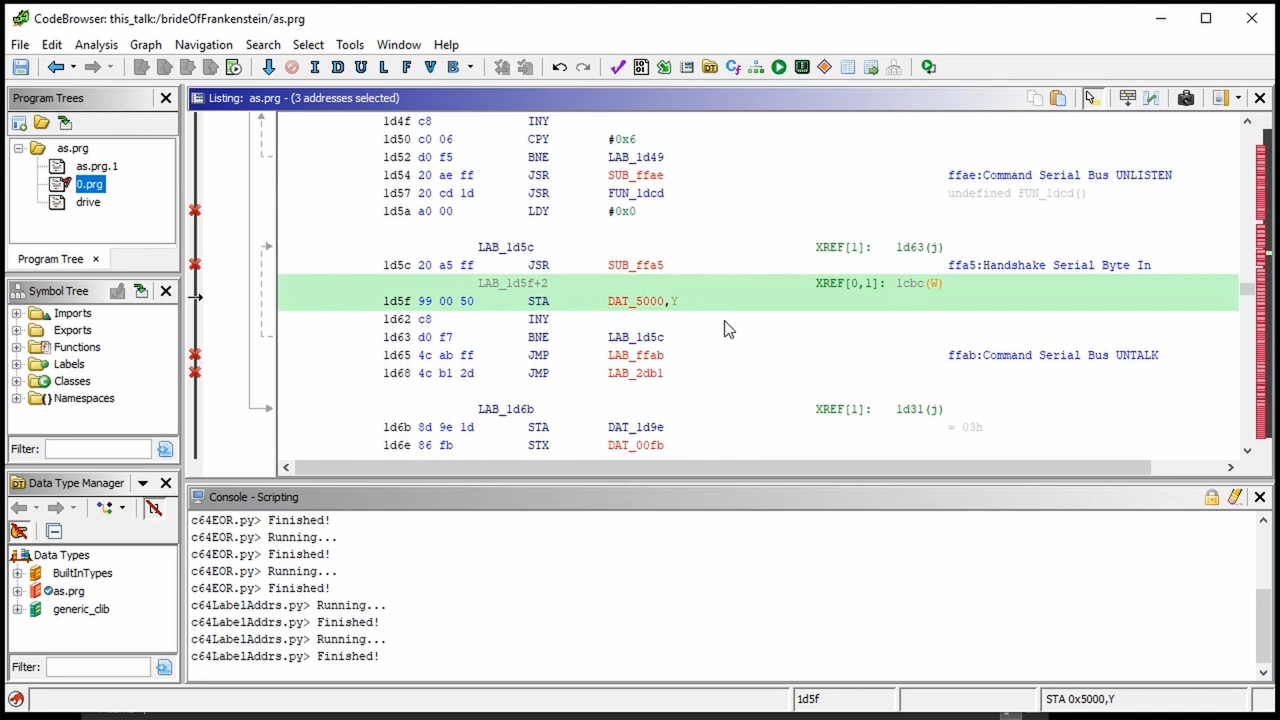 CodeBrowser: this_talk:/brideOfFrankenstein/as.prg
File Edit Analysis Graph Navigation Search Select Tools Window Help
I D U L F V B
Program Trees
as.prg
as.prg.1
0.prg
drive
Program Tree
Symbol Tree
Imports
Exports
Functions
Labels
Classes
Namespaces
Filter:
Data Type Manager
Data Types
BuiltInTypes
as.prg
generic_clib
Filter:
Listing: as.prg - (3 addresses selected)
1d4f c8 INY
1d50 c0 06 CPY #0x6
1d52 d0 f5 BNE LAB_1d49
1d54 20 ae ff JSR SUB_ffae ffae:Command Serial Bus UNLISTEN
1d57 20 cd 1d JSR FUN_1dcd undefined FUN_1dcd()
1d5a a0 00 LDY #0x0
LAB_1d5c XREF[1]: 1d63(j)
1d5c 20 a5 ff JSR SUB_ffa5 ffa5:Handshake Serial Byte In
LAB_1d5f+2 XREF[0,1]: 1cbc(W)
1d5f 99 00 50 STA DAT_5000,Y
1d62 c8 INY
1d63 d0 f7 BNE LAB_1d5c
1d65 4c ab ff JMP LAB_ffab ffab:Command Serial Bus UNTALK
1d68 4c b1 2d JMP LAB_2db1
LAB_1d6b XREF[1]: 1d31(j)
1d6b 8d 9e 1d STA DAT_1d9e = 03h
1d6e 86 fb STX DAT_00fb
Console - Scripting
c64EOR.py> Finished!
c64EOR.py> Running...
c64EOR.py> Finished!
c64EOR.py> Running...
c64EOR.py> Finished!
c64LabelAddrs.py> Running...
c64LabelAddrs.py> Finished!
c64LabelAddrs.py> Running...
c64LabelAddrs.py> Finished!
1d5f STA 0x5000,Y